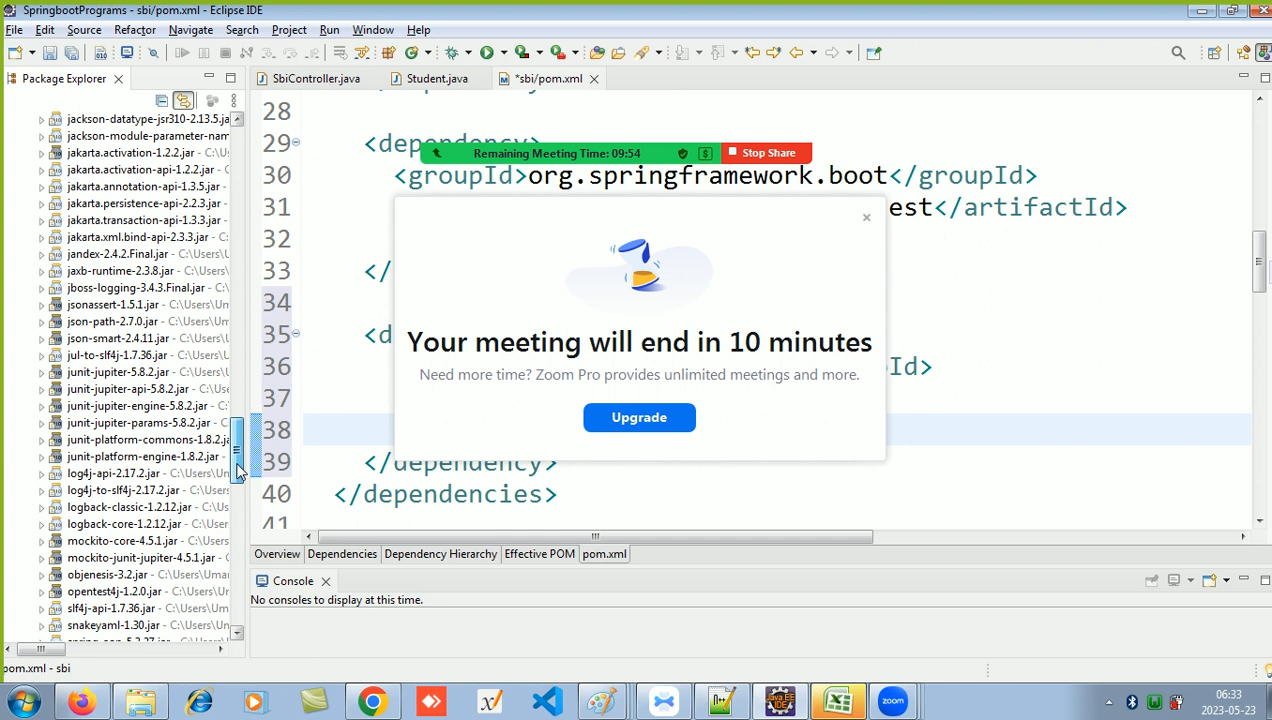 SpringbootPrograms - sbi/pom.xml - Eclipse IDE
File Edit Source Refactor Navigate Search Project Run Window Help
Package Explorer
SbiController.java Student.java *sbi/pom.xml
jackson-datatype-jsr310-2.13.5.ja
jackson-module-parameter-nam
jakarta.activation-1.2.2.jar - C:\
jakarta.activation-api-1.2.2.jar -
jakarta.annotation-api-1.3.5.jar
jakarta.persistence-api-2.2.3.jar -
jakarta.transaction-api-1.3.3.jar
jakarta.xml.bind-api-2.3.3.jar - C
jandex-2.4.2.Final.jar - C:\Users\
jaxb-runtime-2.3.8.jar - C:\Users
jboss-logging-3.4.3.Final.jar - C:
jsonassert-1.5.1.jar - C:\Users\U
json-path-2.7.0.jar - C:\Users\U
json-smart-2.4.11.jar - C:\Users
jul-to-slf4j-1.7.36.jar - C:\Users\
junit-jupiter-5.8.2.jar - C:\Users
junit-jupiter-api-5.8.2.jar - C:\U
junit-jupiter-engine-5.8.2.jar - C
junit-jupiter-params-5.8.2.jar - C
junit-platform-commons-1.8.2.ja
junit-platform-engine-1.8.2.jar -
log4j-api-2.17.2.jar - C:\Users\Um
log4j-to-slf4j-2.17.2.jar - C:\Users
logback-classic-1.2.12.jar - C:\Us
logback-core-1.2.12.jar - C:\User
mockito-core-4.5.1.jar - C:\Users
mockito-junit-jupiter-4.5.1.jar -
objenesis-3.2.jar - C:\Users\Umar
opentest4j-1.2.0.jar - C:\Users\U
slf4j-api-1.7.36.jar - C:\Users\Um
snakeyaml-1.30.jar - C:\Users\U
28
29 <dependency>
30 <groupId>org.springframework.boot</groupId>
31 est</artifactId>
32
33 </
34
35 <d
36 Id>
37
38
39 </dependency>
40 </dependencies>
41
Remaining Meeting Time: 09:54 Stop Share
Your meeting will end in 10 minutes
Need more time? Zoom Pro provides unlimited meetings and more.
Upgrade
Overview Dependencies Dependency Hierarchy Effective POM pom.xml
Console
No consoles to display at this time.
pom.xml - sbi
zoom
06:33
2023-05-23